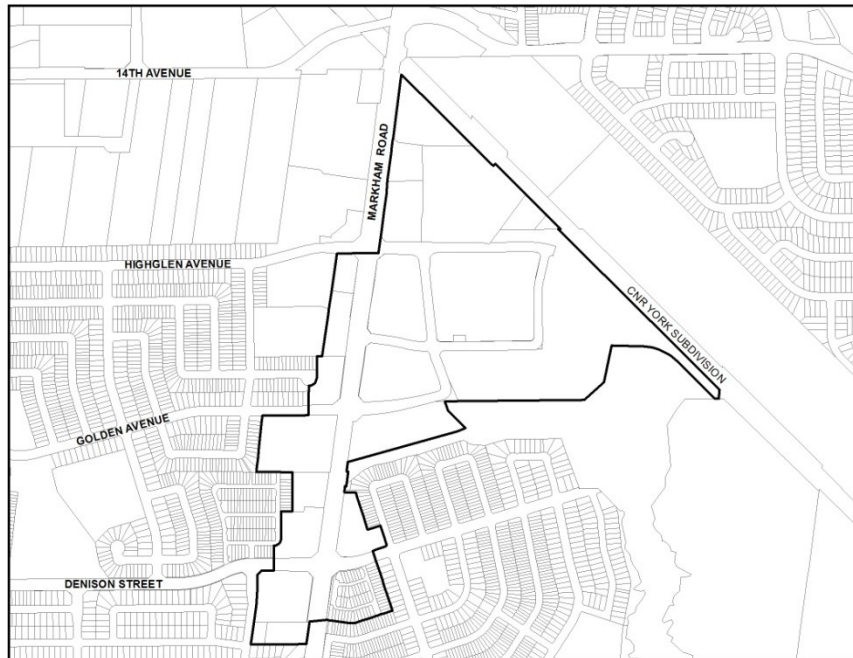 14TH AVENUE
MARKHAM ROAD
HIGHGLEN AVENUE
CNR YORK SUBDIVISION
GOLDEN AVENUE
DENISON STREET